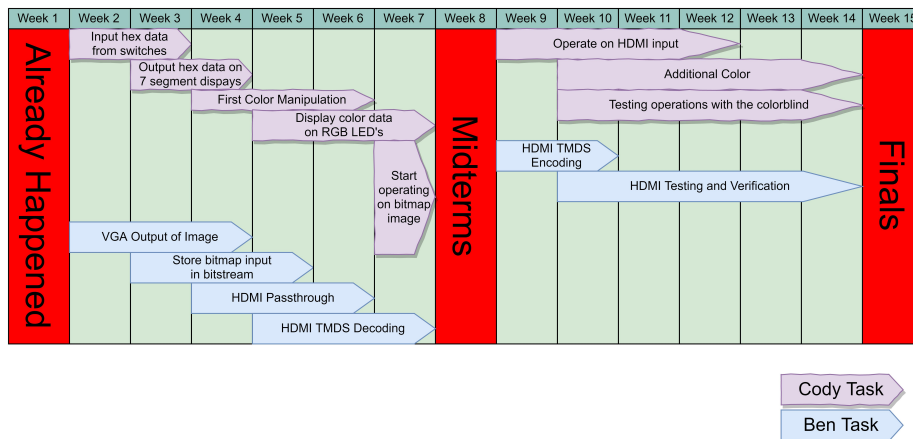 Week 1
Week 2
Week 3
Week 4
Week 5
Week 6
Week 7
Week 8
Week 9
Week 10
Week 11
Week 12
Week 13
Week 14
Week 15
Already Happened
Input hex data
from switches
Output hex data on
7 segment dispays
First Color Manipulation
Display color data
on RGB LED's
Start
operating
on bitmap
image
VGA Output of Image
Store bitmap input
in bitstream
HDMI Passthrough
HDMI TMDS Decoding
Midterms
Operate on HDMI input
Additional Color
Testing operations with the colorblind
HDMI TMDS
Encoding
HDMI Testing and Verification
Finals
Cody Task
Ben Task